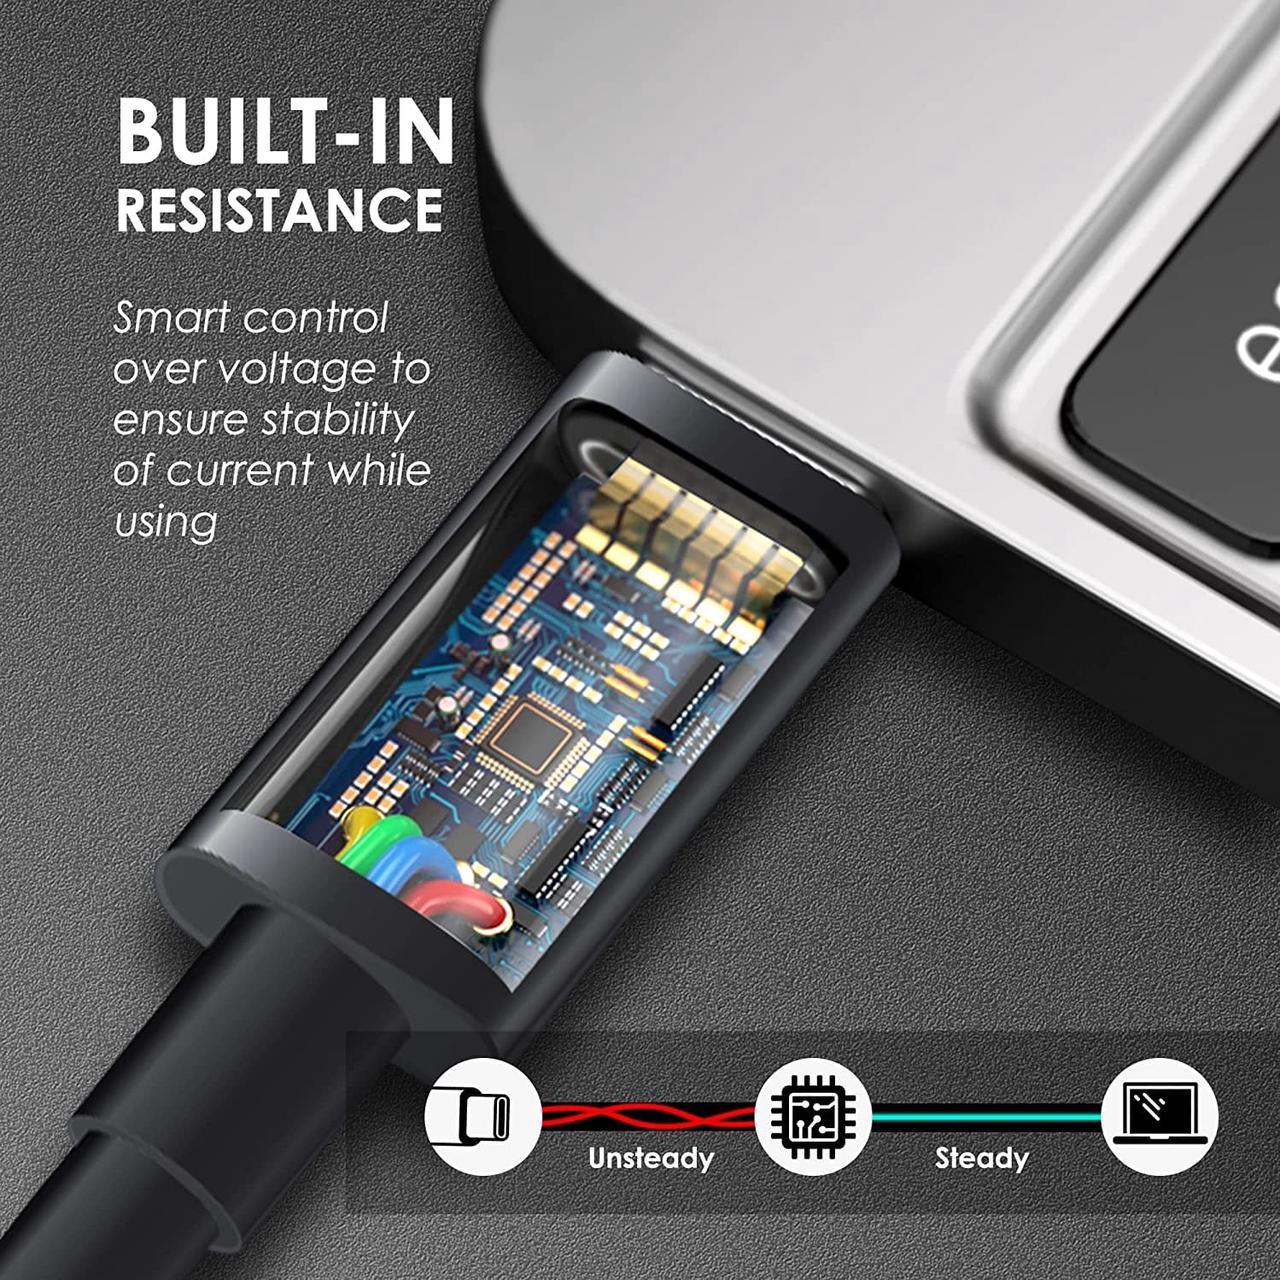 BUILT-IN
RESISTANCE
Smart control
over voltage to
ensure stability
of current while
using
Unsteady
Steady